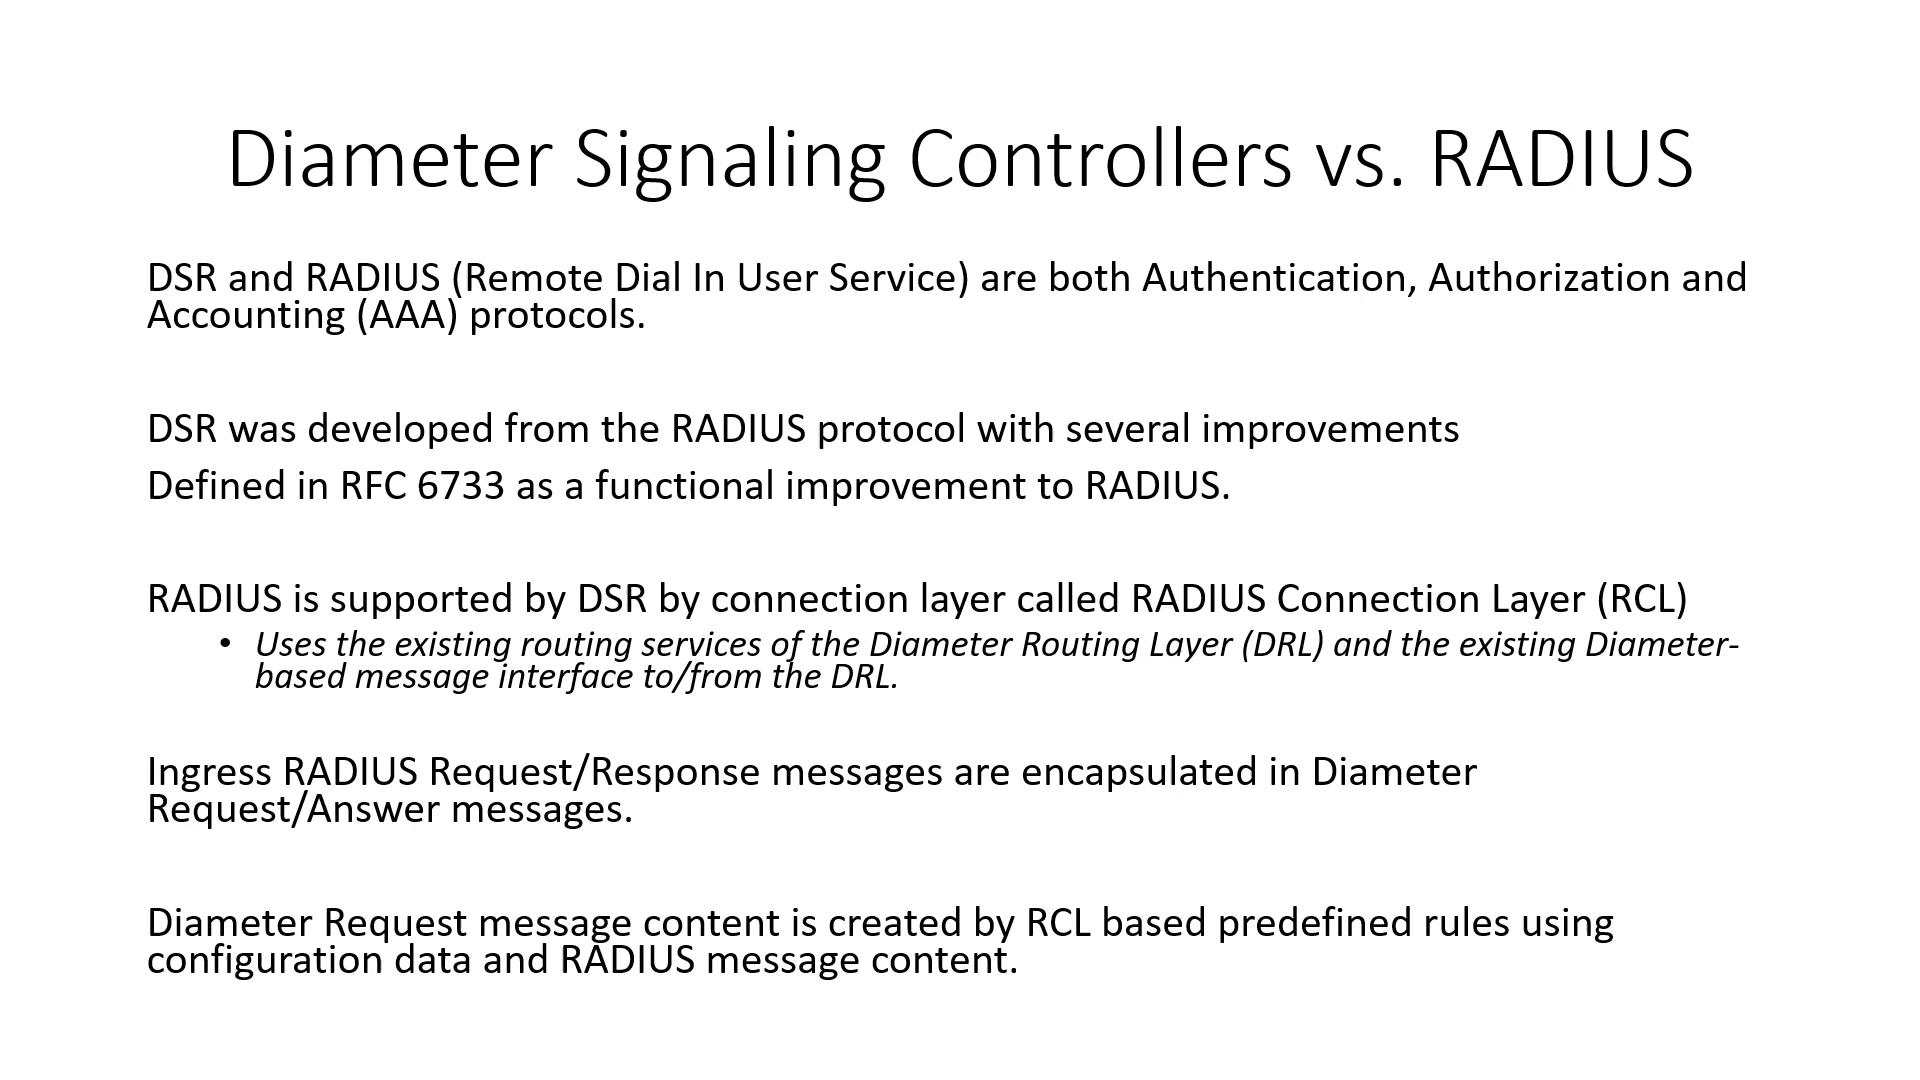 Diameter Signaling Controllers vs. RADIUS
DSR and RADIUS (Remote Dial In User Service) are both Authentication, Authorization and
Accounting (AAA) protocols.
DSR was developed from the RADIUS protocol with several improvements
Defined in RFC 6733 as a functional improvement to RADIUS.
RADIUS is supported by DSR by connection layer called RADIUS Connection Layer (RCL)
• Uses the existing routing services of the Diameter Routing Layer (DRL) and the existing Diameter-
based message interface to/from the DRL.
Ingress RADIUS Request/Response messages are encapsulated in Diameter
Request/Answer messages.
Diameter Request message content is created by RCL based predefined rules using
configuration data and RADIUS message content.